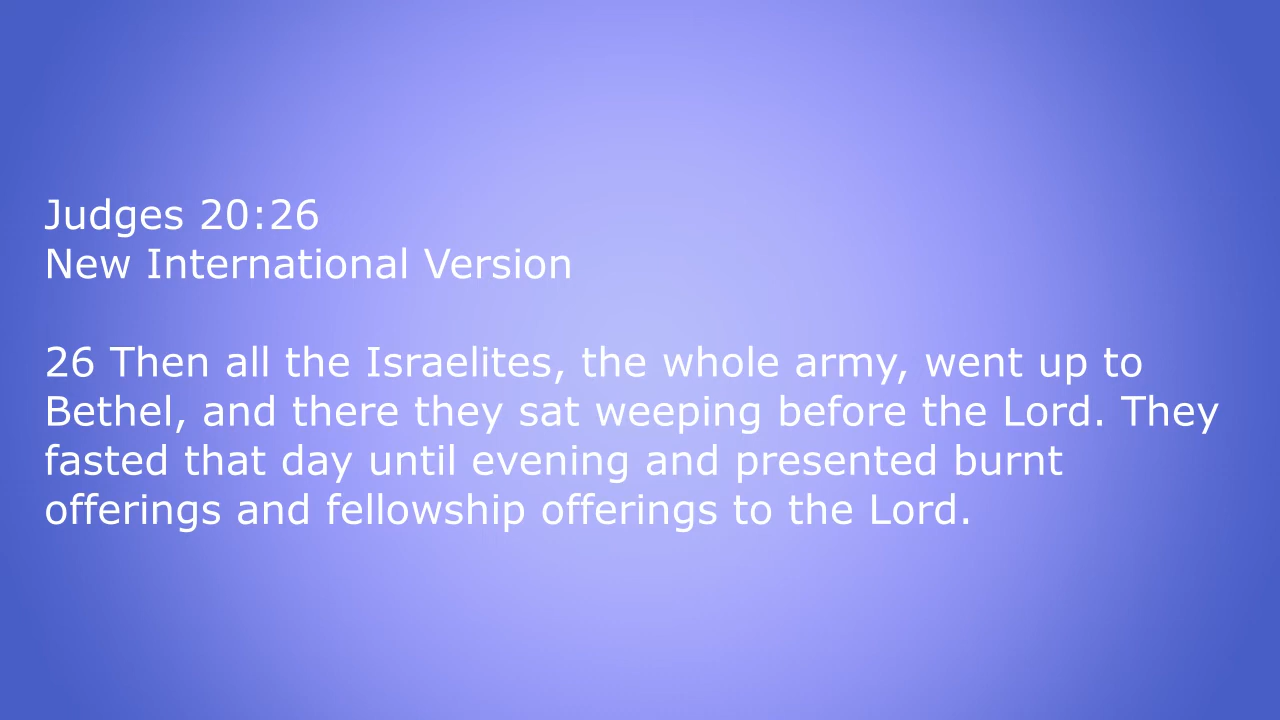 Judges 20:26
New International Version
26 Then all the Israelites, the whole army, went up to
Bethel, and there they sat weeping before the Lord. They
fasted that day until evening and presented burnt
offerings and fellowship offerings to the Lord.